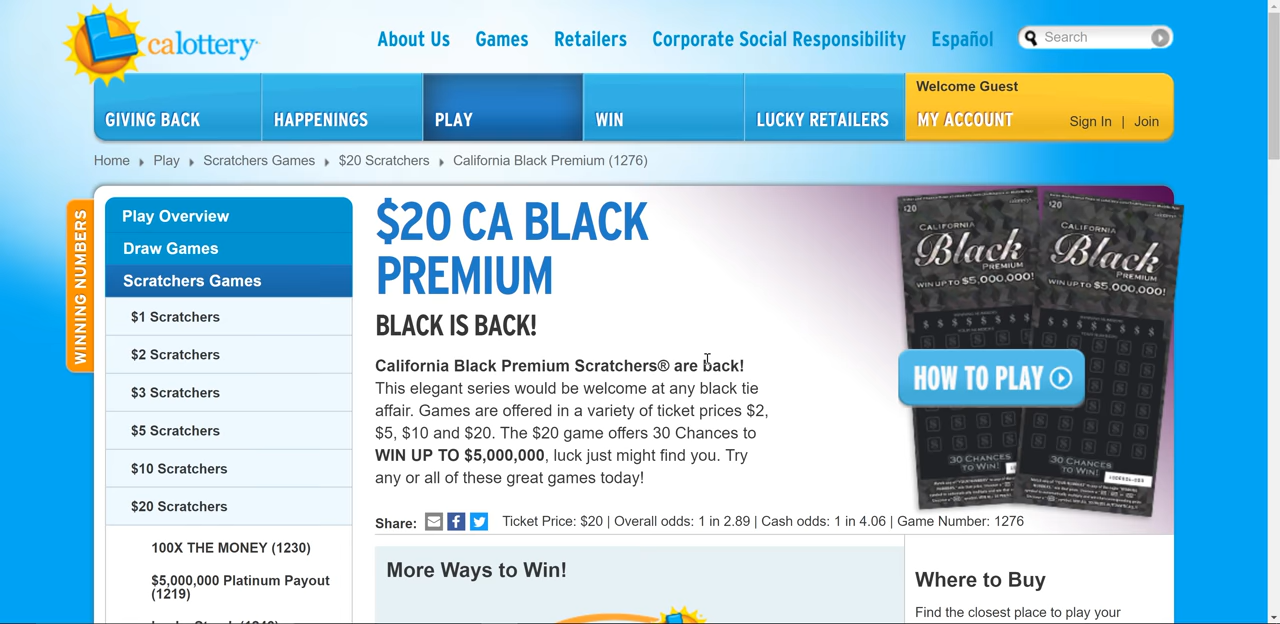 calottery
About Us
Games
Retailers
Corporate Social Responsibility
Español
Search
GIVING BACK
HAPPENINGS
PLAY
WIN
LUCKY RETAILERS
Welcome Guest
MY ACCOUNT
Sign In | Join
Home
Play
Scratchers Games
$20 Scratchers
California Black Premium (1276)
WINNING NUMBERS
Play Overview
Draw Games
Scratchers Games
$1 Scratchers
$2 Scratchers
$3 Scratchers
$5 Scratchers
$10 Scratchers
$20 Scratchers
100X THE MONEY (1230)
$5,000,000 Platinum Payout
(1219)
$20 CA BLACK
PREMIUM
BLACK IS BACK!
California Black Premium Scratchers® are back!
This elegant series would be welcome at any black tie
affair. Games are offered in a variety of ticket prices $2,
$5, $10 and $20. The $20 game offers 30 Chances to
WIN UP TO $5,000,000, luck just might find you. Try
any or all of these great games today!
Share:
Ticket Price: $20 | Overall odds: 1 in 2.89 | Cash odds: 1 in 4.06 | Game Number: 1276
$20
CALIFORNIA
Black
PREMIUM
WIN UP TO $5,000,000!
30 CHANCES
TO WIN!
$20
CALIFORNIA
Black
PREMIUM
WIN UP TO $5,000,000!
30 CHANCES
TO WIN!
HOW TO PLAY
More Ways to Win!
Where to Buy
Find the closest place to play your